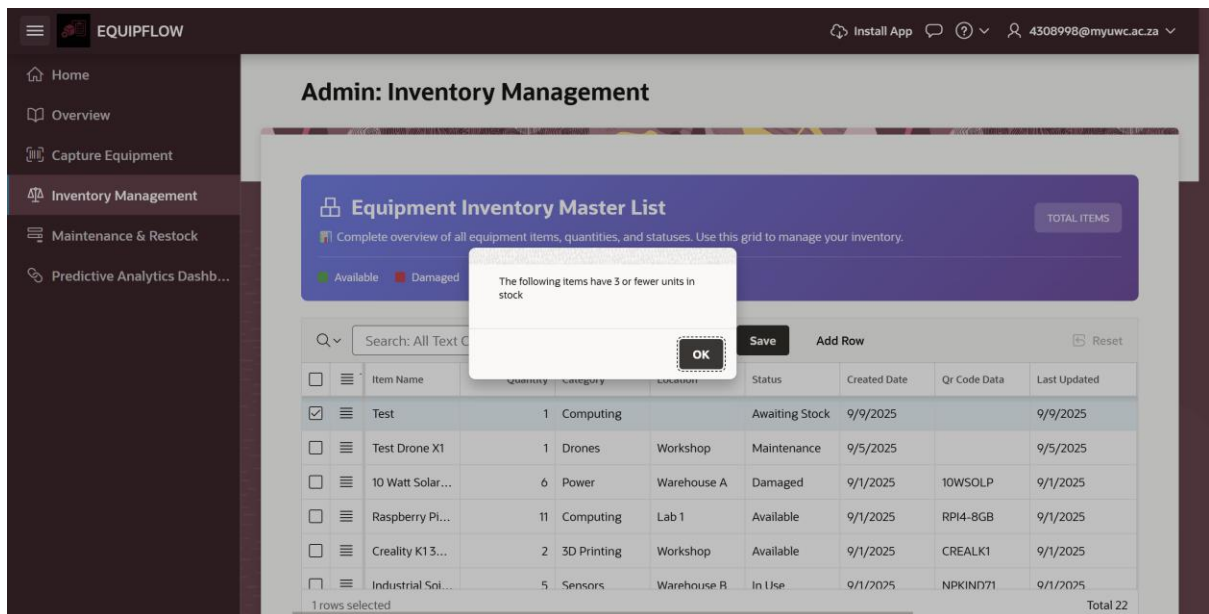 EQUIPFLOW
Install App
4308998@myuwc.ac.za
Home
Overview
Capture Equipment
Inventory Management
Maintenance & Restock
Predictive Analytics Dashb...
Admin: Inventory Management
Equipment Inventory Master List
TOTAL ITEMS
Complete overview of all equipment items, quantities, and statuses. Use this grid to manage your inventory.
Available Damaged
The following items have 3 or fewer units in
stock
OK
Search: All Text C
Save Add Row Reset
Item Name Quantity Category Location Status Created Date Qr Code Data Last Updated
Test 1 Computing Awaiting Stock 9/9/2025 9/9/2025
Test Drone X1 1 Drones Workshop Maintenance 9/5/2025 9/5/2025
10 Watt Solar... 6 Power Warehouse A Damaged 9/1/2025 10WSOLP 9/1/2025
Raspberry Pi... 11 Computing Lab 1 Available 9/1/2025 RPI4-8GB 9/1/2025
Creality K1 3... 2 3D Printing Workshop Available 9/1/2025 CREALK1 9/1/2025
Industrial Soi... 5 Sensors Warehouse B In Use 9/1/2025 NPKIND71 9/1/2025
1 rows selected Total 22